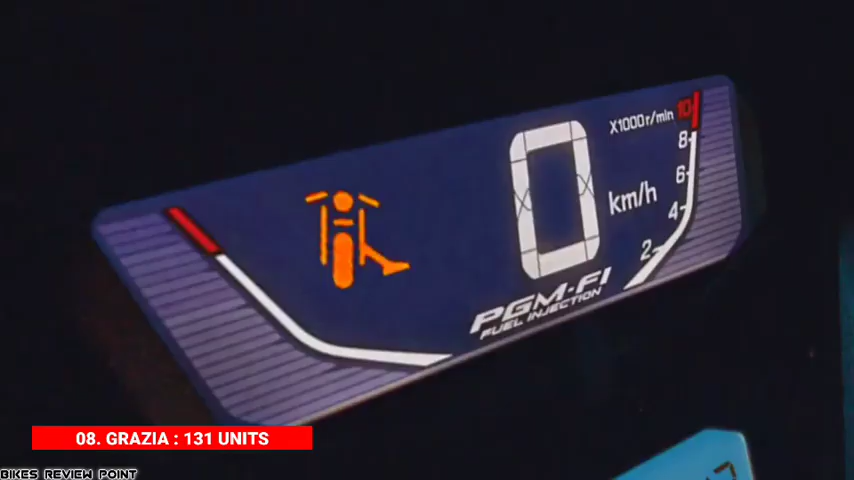 X1000r/min 10
8
6
km/h
4
0
2
PGM-FI
FUEL INJECTION
08. GRAZIA : 131 UNITS
BIKES REVIEW POINT